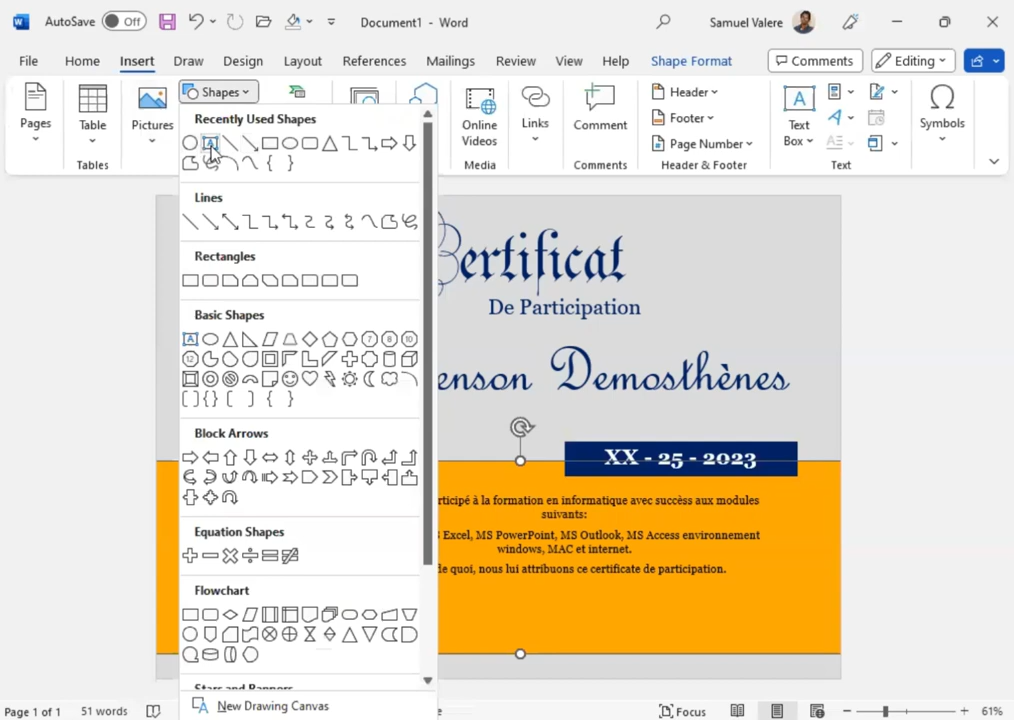 AutoSave Off Document1 - Word Samuel Valere
File Home Insert Draw Design Layout References Mailings Review View Help Shape Format Comments Editing
Pages
Table
Tables
Pictures
Shapes
Online
Videos
Media
Links
Comment
Comments
Header
Footer
Page Number
Header & Footer
Text
Box
Text
Symbols
Recently Used Shapes
Lines
Rectangles
Basic Shapes
Block Arrows
Equation Shapes
Flowchart
Stars and Banners
New Drawing Canvas
Certificat
De Participation
enson Demosthènes
XX - 25 - 2023
rticipé à la formation en informatique avec succès aux modules
suivants:
Excel, MS PowerPoint, MS Outlook, MS Access environnement
windows, MAC et internet.
de quoi, nous lui attribuons ce certificate de participation.
Page 1 of 1 51 words Focus 61%